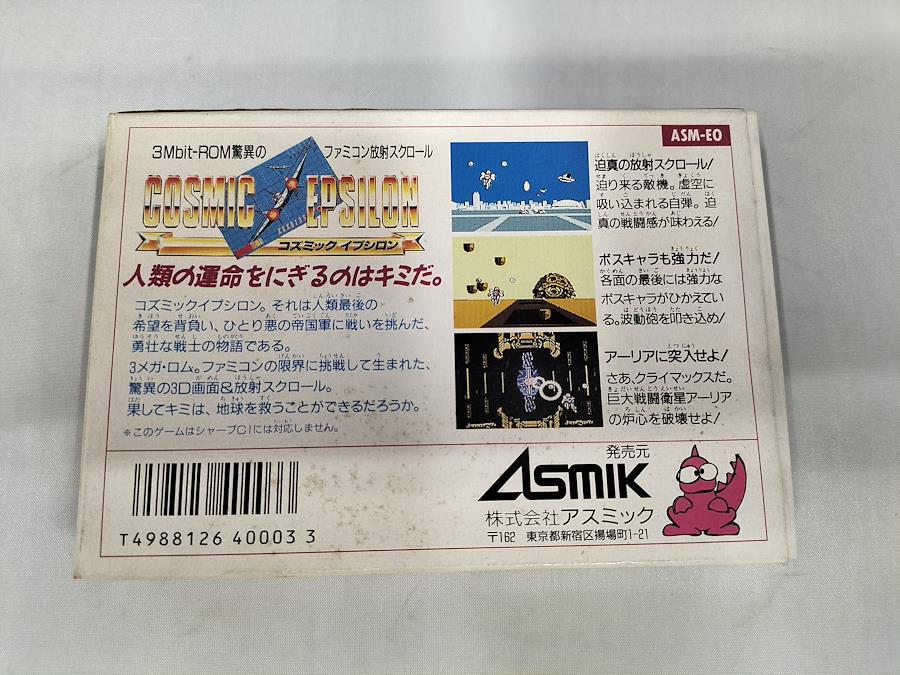 ASM-EO
3Mbit-ROM驚異の ファミコン放射スクロール
COSMIC EPSILON
コズミック イプシロン
人類の運命をにぎるのはキミだ。
コズミックイプシロン。それは人類最後の
希望を背負い、ひとり悪の帝国軍に戦いを挑んだ、
勇壮な戦士の物語である。
3メガ・ロム。ファミコンの限界に挑戦して生まれた、
驚異の3D画面&放射スクロール。
果してキミは、地球を救うことができるだろうか。
※このゲームはシャープC1には対応しません。
迫真の放射スクロール!
迫り来る敵機。虚空に
吸い込まれる自弾。迫
真の戦闘感が味わえる!
ボスキャラも強力だ!
各面の最後には強力な
ボスキャラがひかえてい
る。波動砲を叩き込め!
アーリアに突入せよ!
さあ、クライマックスだ。
巨大戦闘衛星アーリア
の炉心を破壊せよ!
T4988126 40003 3
発売元
ASMIK
株式会社アスミック
〒162 東京都新宿区揚場町1-21